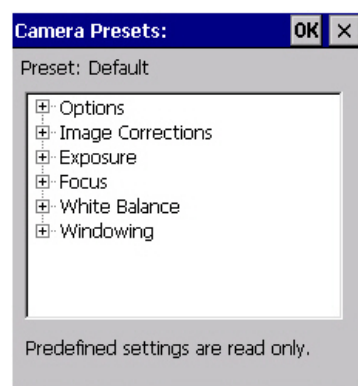 Camera Presets: OK ×
Preset: Default
Options
Image Corrections
Exposure
Focus
White Balance
Windowing
Predefined settings are read only.